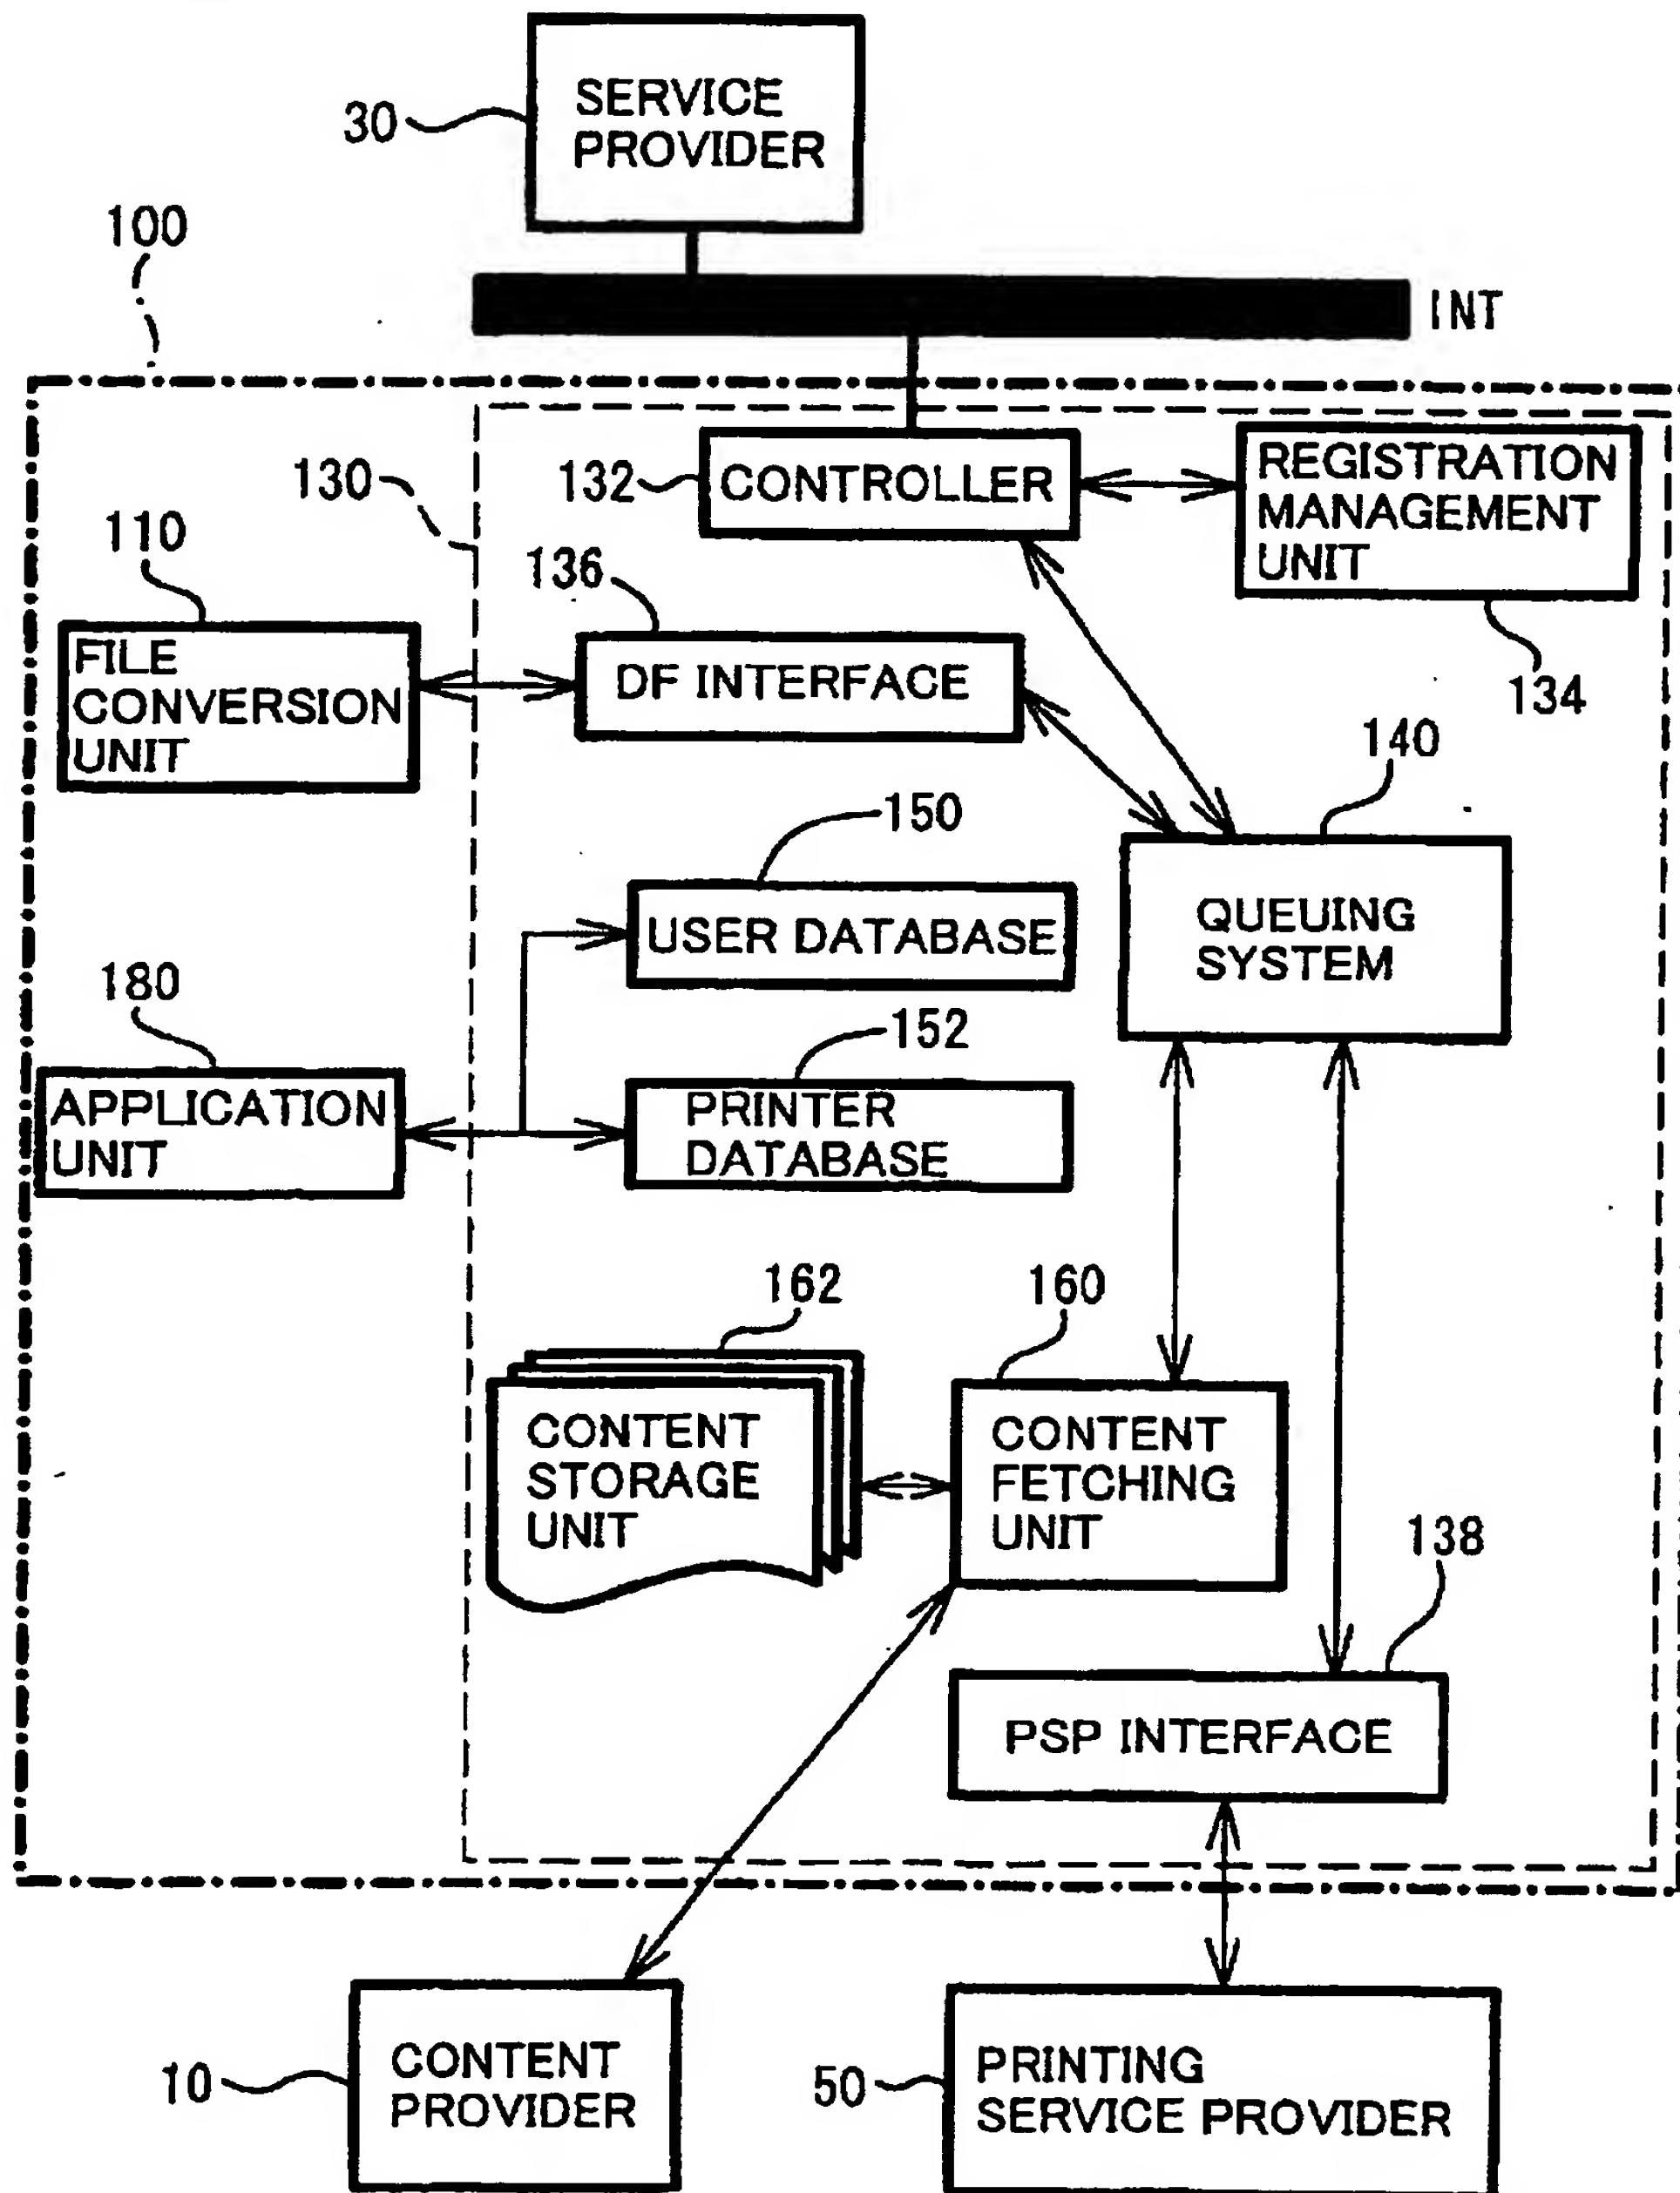 SERVICE
PROVIDER
30
100
INT
130
132
CONTROLLER
REGISTRATION
MANAGEMENT
UNIT
134
110
136
FILE
CONVERSION
UNIT
DF INTERFACE
140
150
USER DATABASE
QUEUING
SYSTEM
180
152
APPLICATION
UNIT
PRINTER
DATABASE
162
160
CONTENT
STORAGE
UNIT
CONTENT
FETCHING
UNIT
138
PSP INTERFACE
10
CONTENT
PROVIDER
50
PRINTING
SERVICE PROVIDER